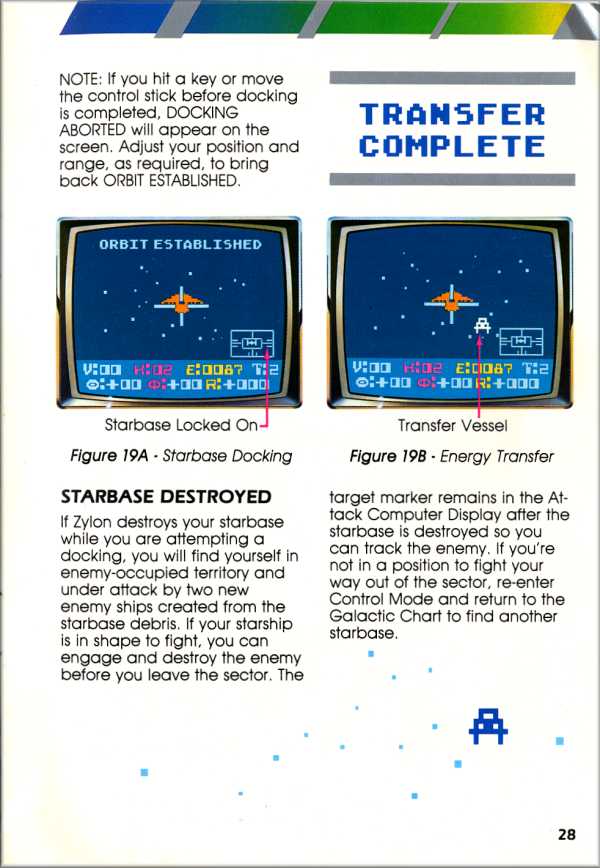 NOTE: If you hit a key or move
the control stick before docking
is completed, DOCKING
ABORTED will appear on the
screen. Adjust your position and
range, as required, to bring
back ORBIT ESTABLISHED.
TRANSFER
COMPLETE
ORBIT ESTABLISHED
V:00 K:02 E:0087 T:2
Θ:+00 Φ:+00 R:+000
Starbase Locked On
Figure 19A · Starbase Docking
V:00 K:02 E:0087 T:2
Θ:+00 Φ:+00 R:+000
Transfer Vessel
Figure 19B · Energy Transfer
STARBASE DESTROYED
If Zylon destroys your starbase
while you are attempting a
docking, you will find yourself in
enemy-occupied territory and
under attack by two new
enemy ships created from the
starbase debris. If your starship
is in shape to fight, you can
engage and destroy the enemy
before you leave the sector. The
target marker remains in the At-
tack Computer Display after the
starbase is destroyed so you
can track the enemy. If you're
not in a position to fight your
way out of the sector, re-enter
Control Mode and return to the
Galactic Chart to find another
starbase.
28